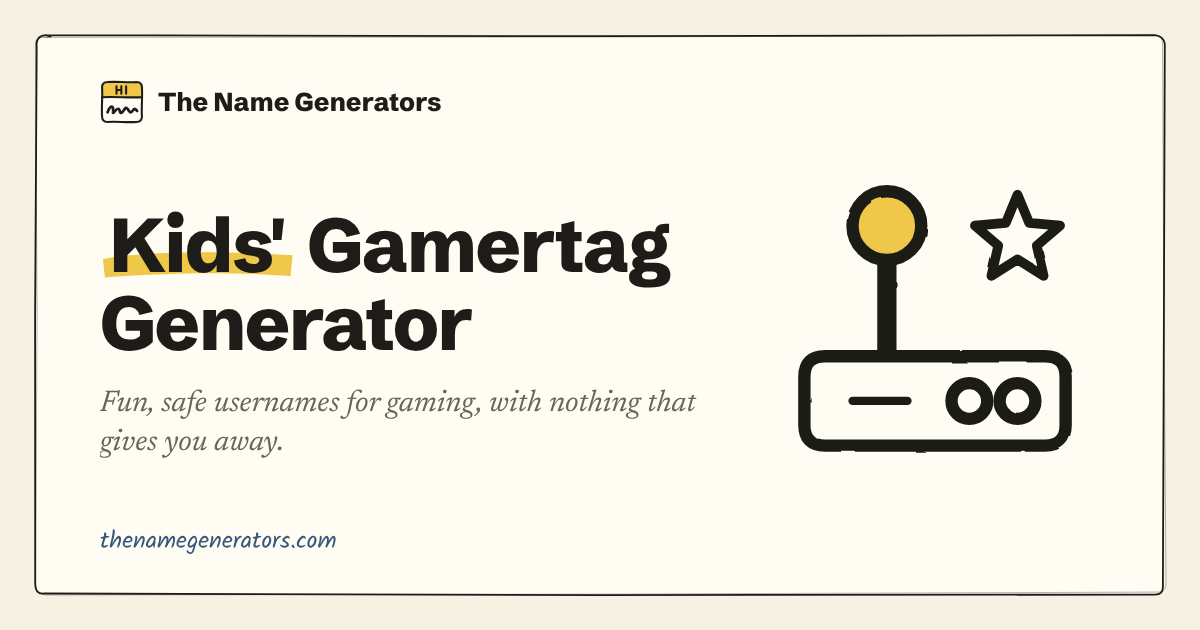 HI
The Name Generators
Kids' Gamertag
Generator
Fun, safe usernames for gaming, with nothing that
gives you away.
thenamegenerators.com